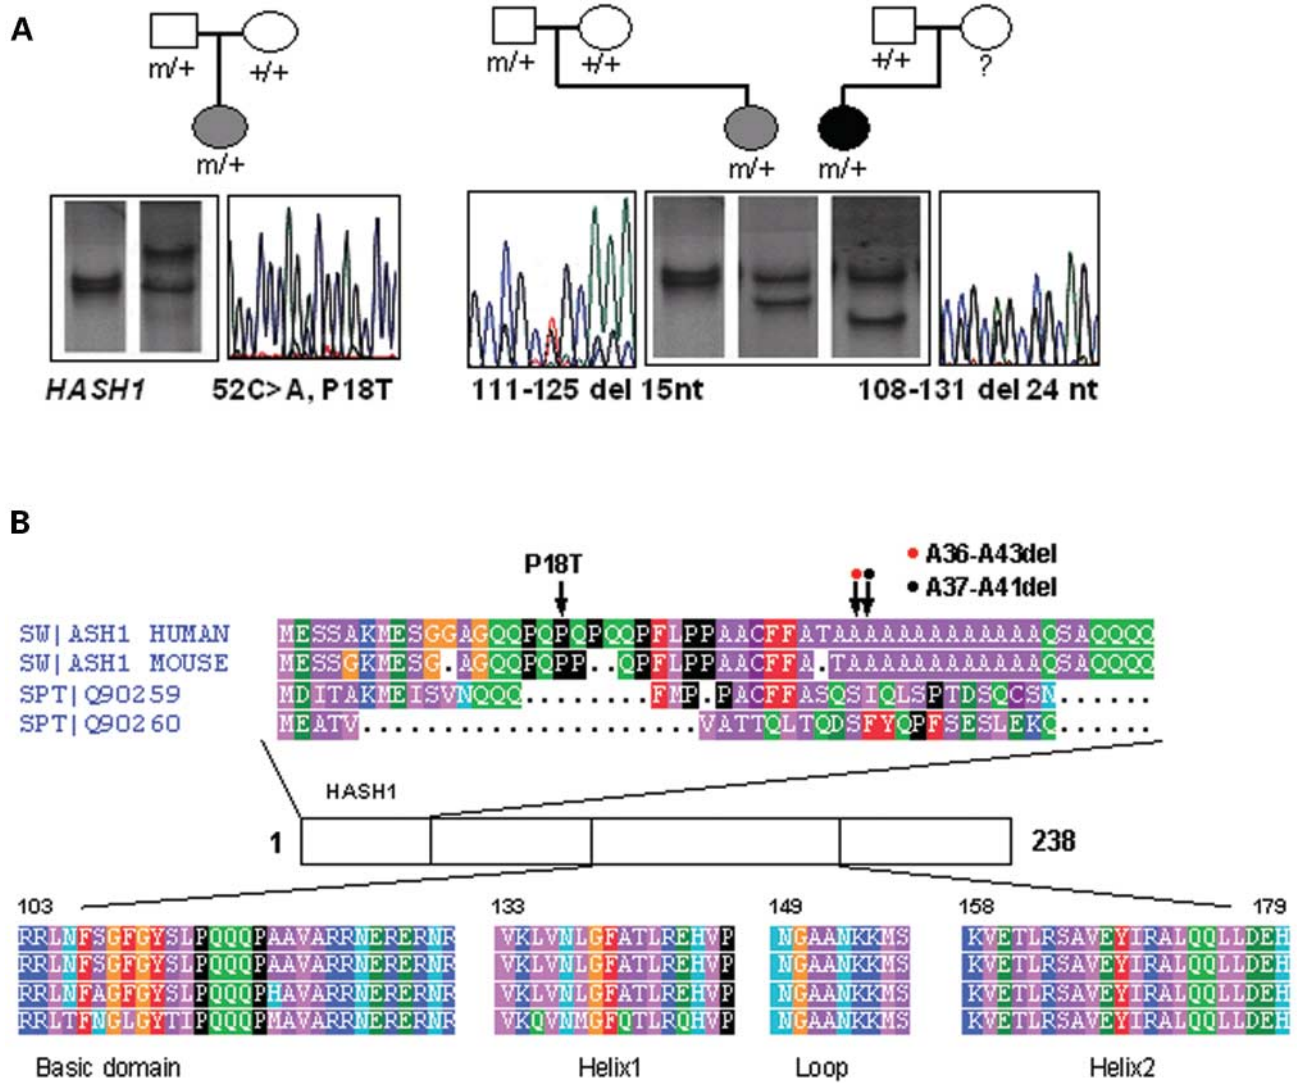 A
m/+ +/+ m/+ +/+ +/+ ?
m/+ m/+ m/+
HASH1 52C>A, P18T 111-125 del 15nt 108-131 del 24 nt
B
P18T
A36-A43del
A37-A41del
SW|ASH1 HUMAN MESSAKMESGGAGQQPQPQPQQPFLPPAACFFATAAAAAAAAAAAAAQSAQQQQ
SW|ASH1 MOUSE MESSGKMESG.AGQQPQPP..QPFLPPAACFFA.TAAAAAAAAAAAAQSAQQQQ
SPT|Q90259 MDITAKMEISVNQQQ........FMP.PACFFASQSIQLSPTDSQCSN......
SPT|Q90260 MEATV.....................VATTQLTQDSFYQPFSESLEKQ......
HASH1
1 238
103 133 149 158 179
RRLNFSGFGYSLPQQQPAAVARRNERERNR VKLVNLGFATLREHVP NGAANKKMS KVETLRSAVEYIRALQQLLDEH
RRLNFSGFGYSLPQQQPAAVARRNERERNR VKLVNLGFATLREHVP NGAANKKMS KVETLRSAVEYIRALQQLLDEH
RRLNFAGFGYSLPQQQPHAVARRNERERNR VKLVNLGFATLREHVP NGAANKKMS KVETLRSAVEYIRALQQLLDEH
RRLTFNGLGYTLPQQQPMAVARRNERERNR VKQVNMGFQTLRQHVP NGAANKKMS KVETLRSAVEYIRALQQLLDEH
Basic domain Helix1 Loop Helix2